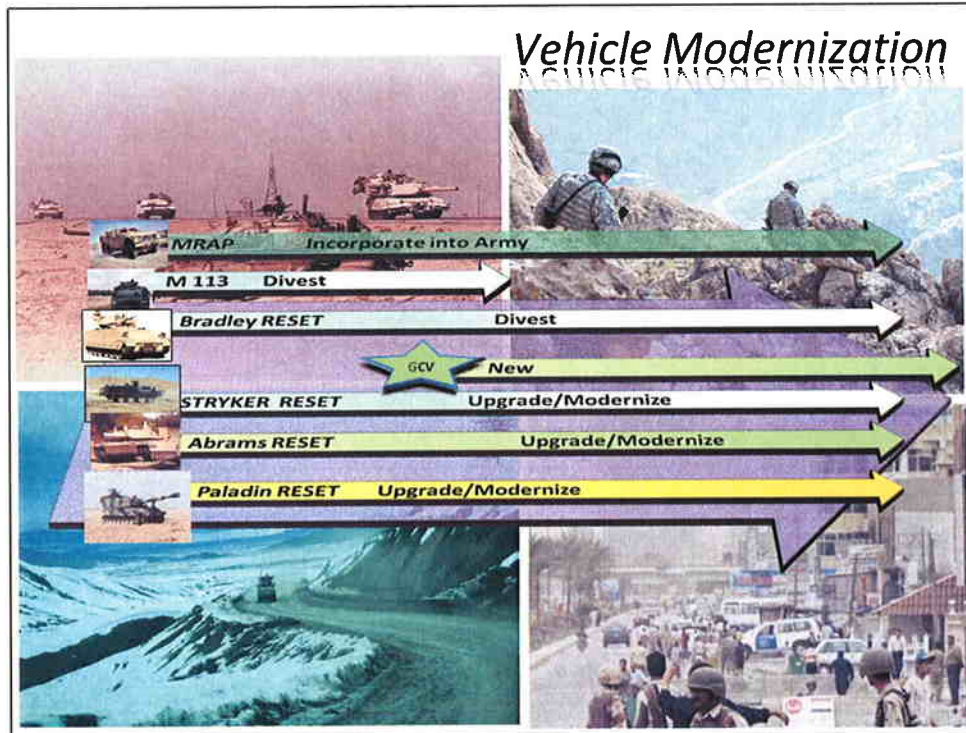 Vehicle Modernization
MRAP Incorporate into Army
M 113 Divest
Bradley RESET Divest
GCV New
STRYKER RESET Upgrade/Modernize
Abrams RESET Upgrade/Modernize
Paladin RESET Upgrade/Modernize